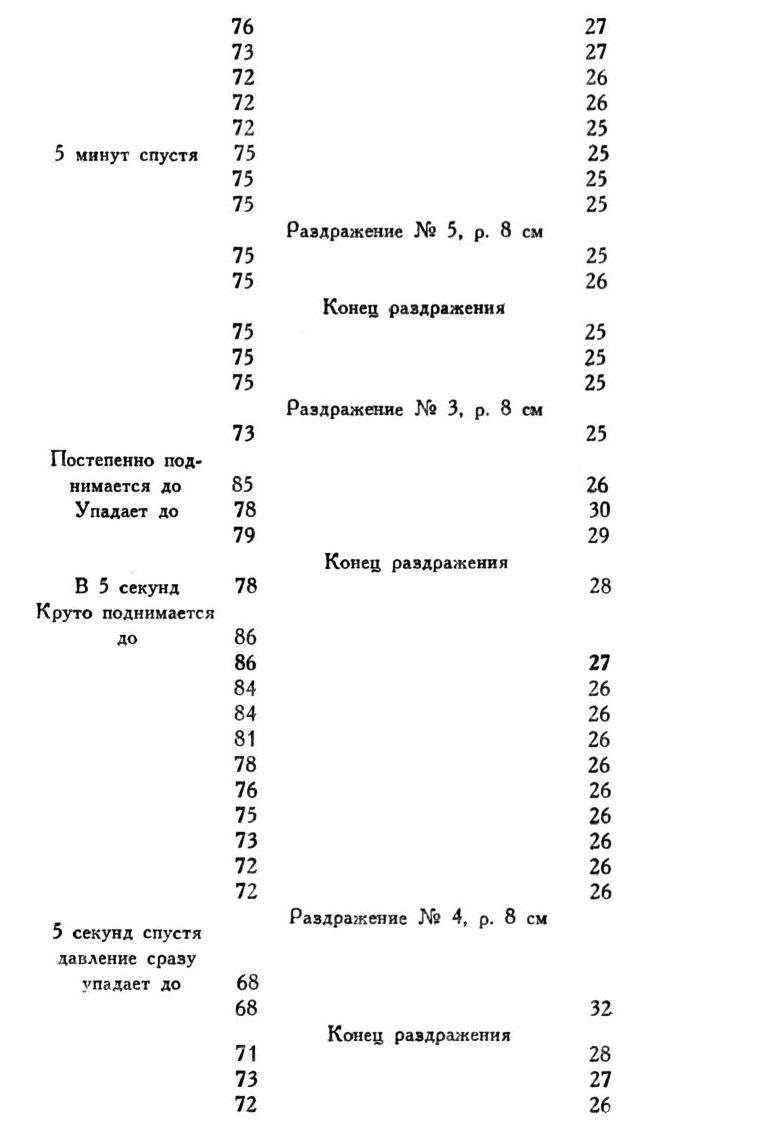 76 27
73 27
72 26
72 26
72 25
5 минут спустя 75 25
75 25
75 25
Раздражение № 5, р. 8 см
75 25
75 26
Конец раздражения
75 25
75 25
75 25
Раздражение № 3, р. 8 см
73 25
Постепенно под-
нимается до 85 26
Упадает до 78 30
79 29
Конец раздражения
В 5 секунд 78 28
Круто поднимается
до 86
86 27
84 26
84 26
81 26
78 26
76 26
75 26
73 26
72 26
72 26
Раздражение № 4, р. 8 см
5 секунд спустя
давление сразу
упадает до 68
68 32
Конец раздражения
71 28
73 27
72 26